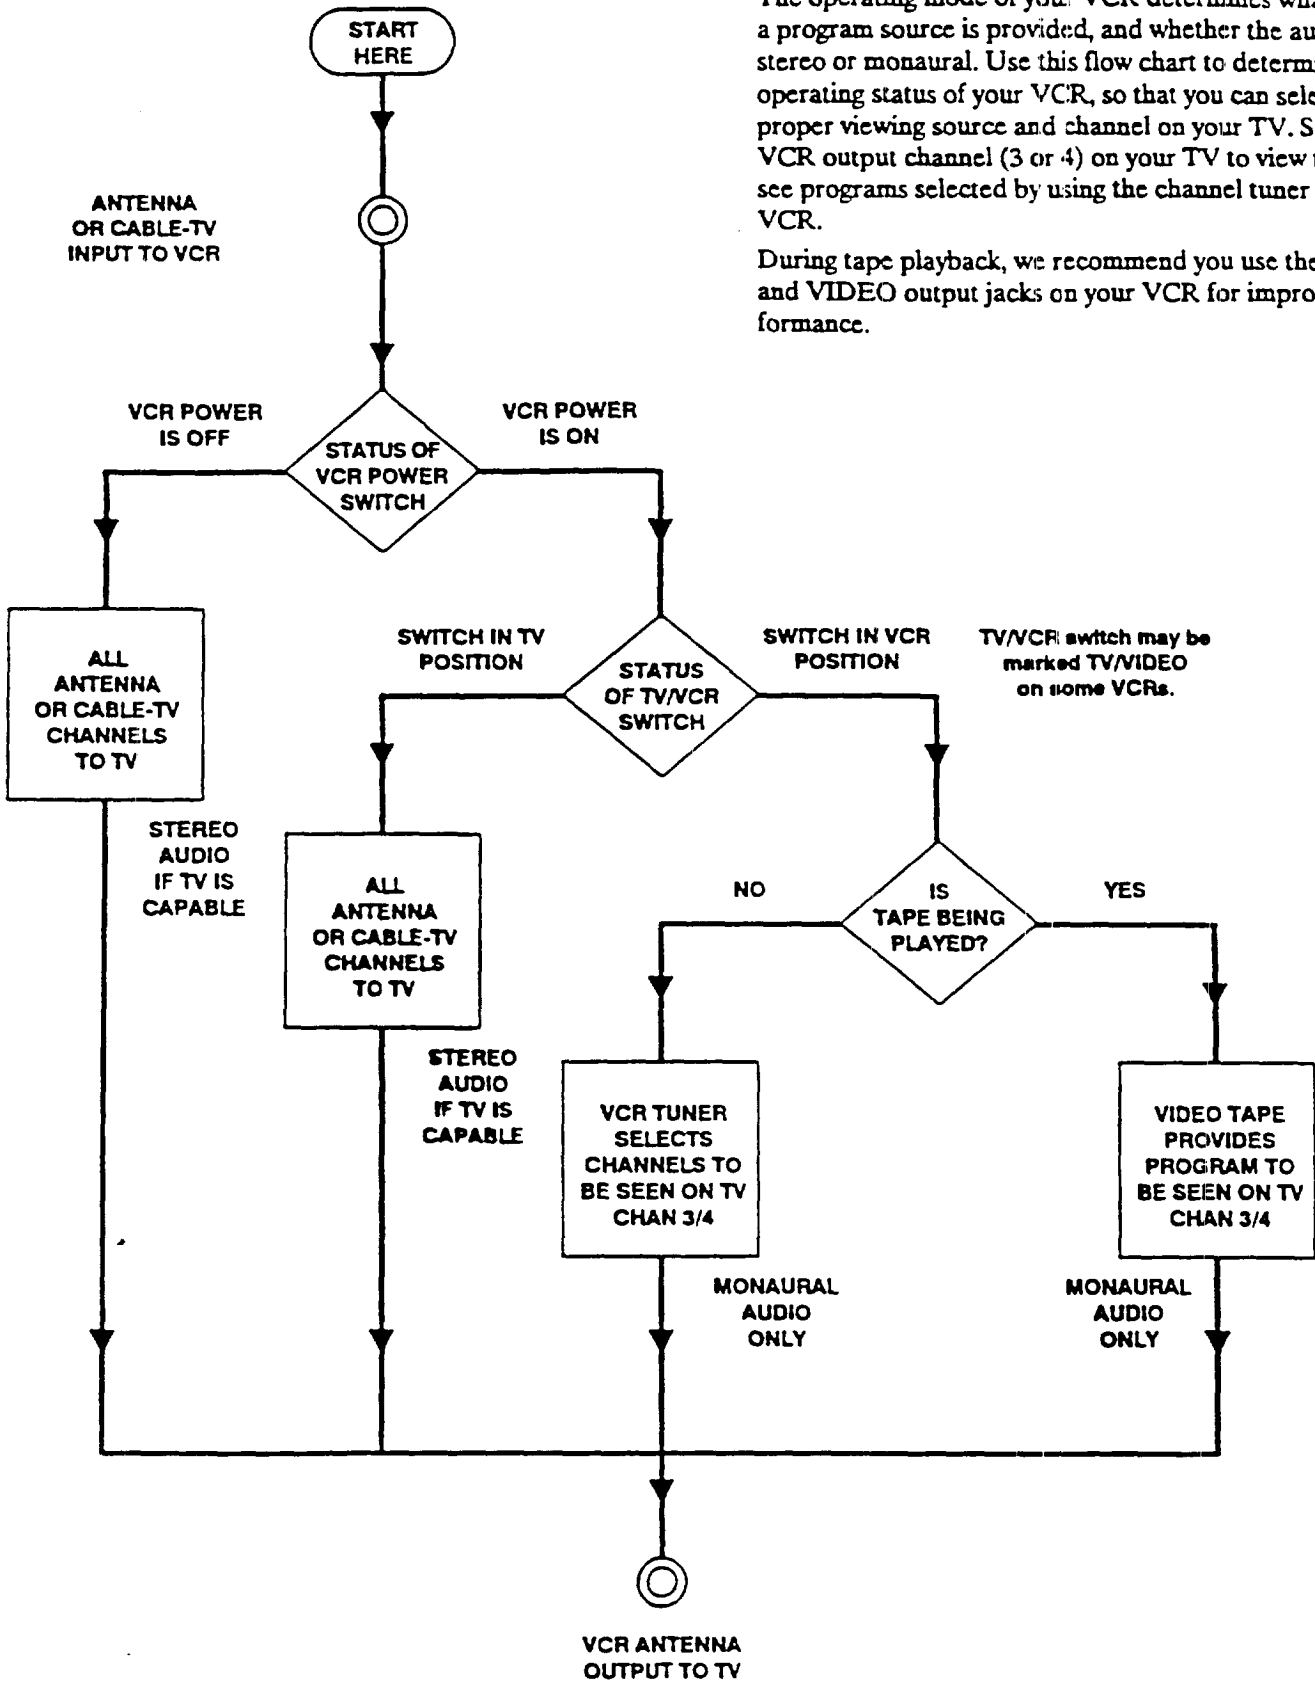 The operating mode of your VCR determines
a program source is provided, and whether the
stereo or monaural. Use this flow chart to
operating status of your VCR, so that you can
proper viewing source and channel on your TV.
VCR output channel (3 or 4) on your TV to view
see programs selected by using the channel tuner
VCR.
During tape playback, we recommend you use the
and VIDEO output jacks on your VCR for
formance.
START
HERE
ANTENNA
OR CABLE-TV
INPUT TO VCR
VCR POWER
IS OFF
STATUS OF
VCR POWER
SWITCH
VCR POWER
IS ON
ALL
ANTENNA
OR CABLE-TV
CHANNELS
TO TV
STEREO
AUDIO
IF TV IS
CAPABLE
SWITCH IN TV
POSITION
STATUS
OF TV/VCR
SWITCH
SWITCH IN VCR
POSITION
TV/VCR switch may be
marked TV/VIDEO
on some VCRs.
ALL
ANTENNA
OR CABLE-TV
CHANNELS
TO TV
STEREO
AUDIO
IF TV IS
CAPABLE
NO
IS
TAPE BEING
PLAYED?
YES
VCR TUNER
SELECTS
CHANNELS TO
BE SEEN ON TV
CHAN 3/4
MONAURAL
AUDIO
ONLY
VIDEO TAPE
PROVIDES
PROGRAM TO
BE SEEN ON TV
CHAN 3/4
MONAURAL
AUDIO
ONLY
VCR ANTENNA
OUTPUT TO TV